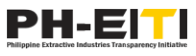 PH-EITI
Philippine Extractive Industries Transparency Initiative